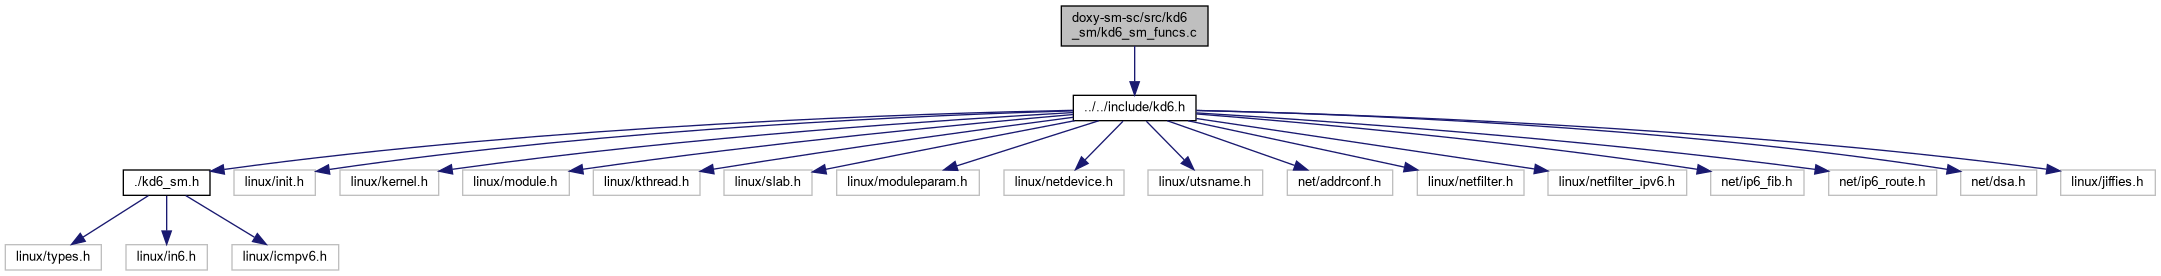 doxy-sm-sc/src/kd6
_sm/kd6_sm_funcs.c
../../include/kd6.h
./kd6_sm.h
linux/init.h
linux/kernel.h
linux/module.h
linux/kthread.h
linux/slab.h
linux/moduleparam.h
linux/netdevice.h
linux/utsname.h
net/addrconf.h
linux/netfilter.h
linux/netfilter_ipv6.h
net/ip6_fib.h
net/ip6_route.h
net/dsa.h
linux/jiffies.h
linux/types.h
linux/in6.h
linux/icmpv6.h